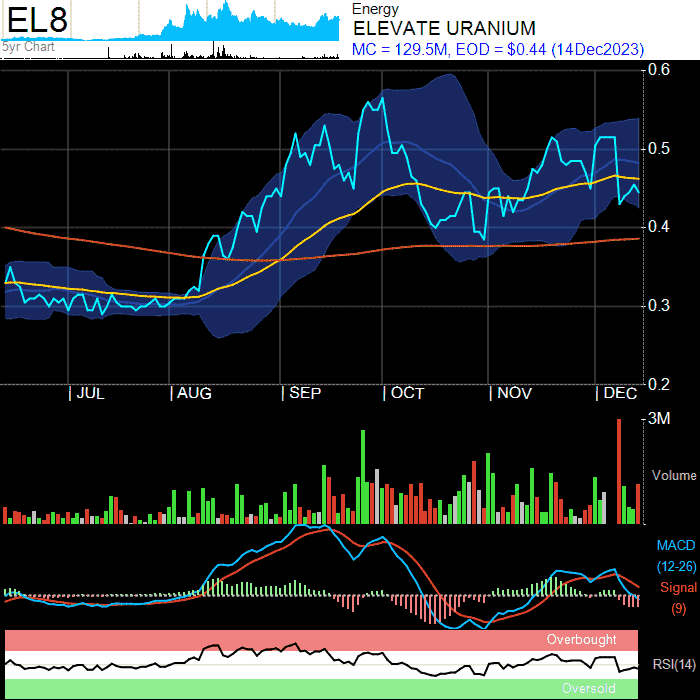 EL8
5yr Chart
Energy
ELEVATE URANIUM
MC = 129.5M, EOD = $0.44 (14Dec2023)
0.6
0.5
0.4
0.3
0.2
JUL AUG SEP OCT NOV DEC
3M
Volume
MACD
(12-26)
Signal
(9)
Overbought
RSI(14)
Oversold